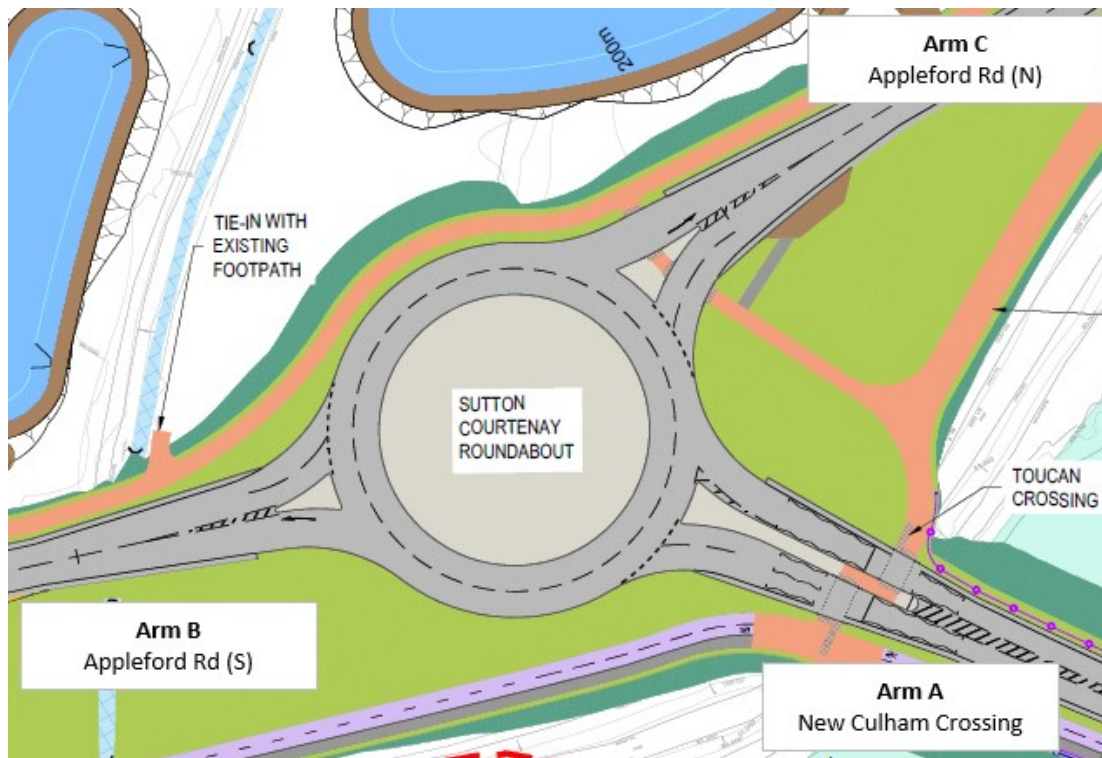 200m
Arm C
Appleford Rd (N)
TIE-IN WITH
EXISTING
FOOTPATH
SUTTON
COURTENAY
ROUNDABOUT
TOUCAN
CROSSING
Arm B
Appleford Rd (S)
Arm A
New Culham Crossing